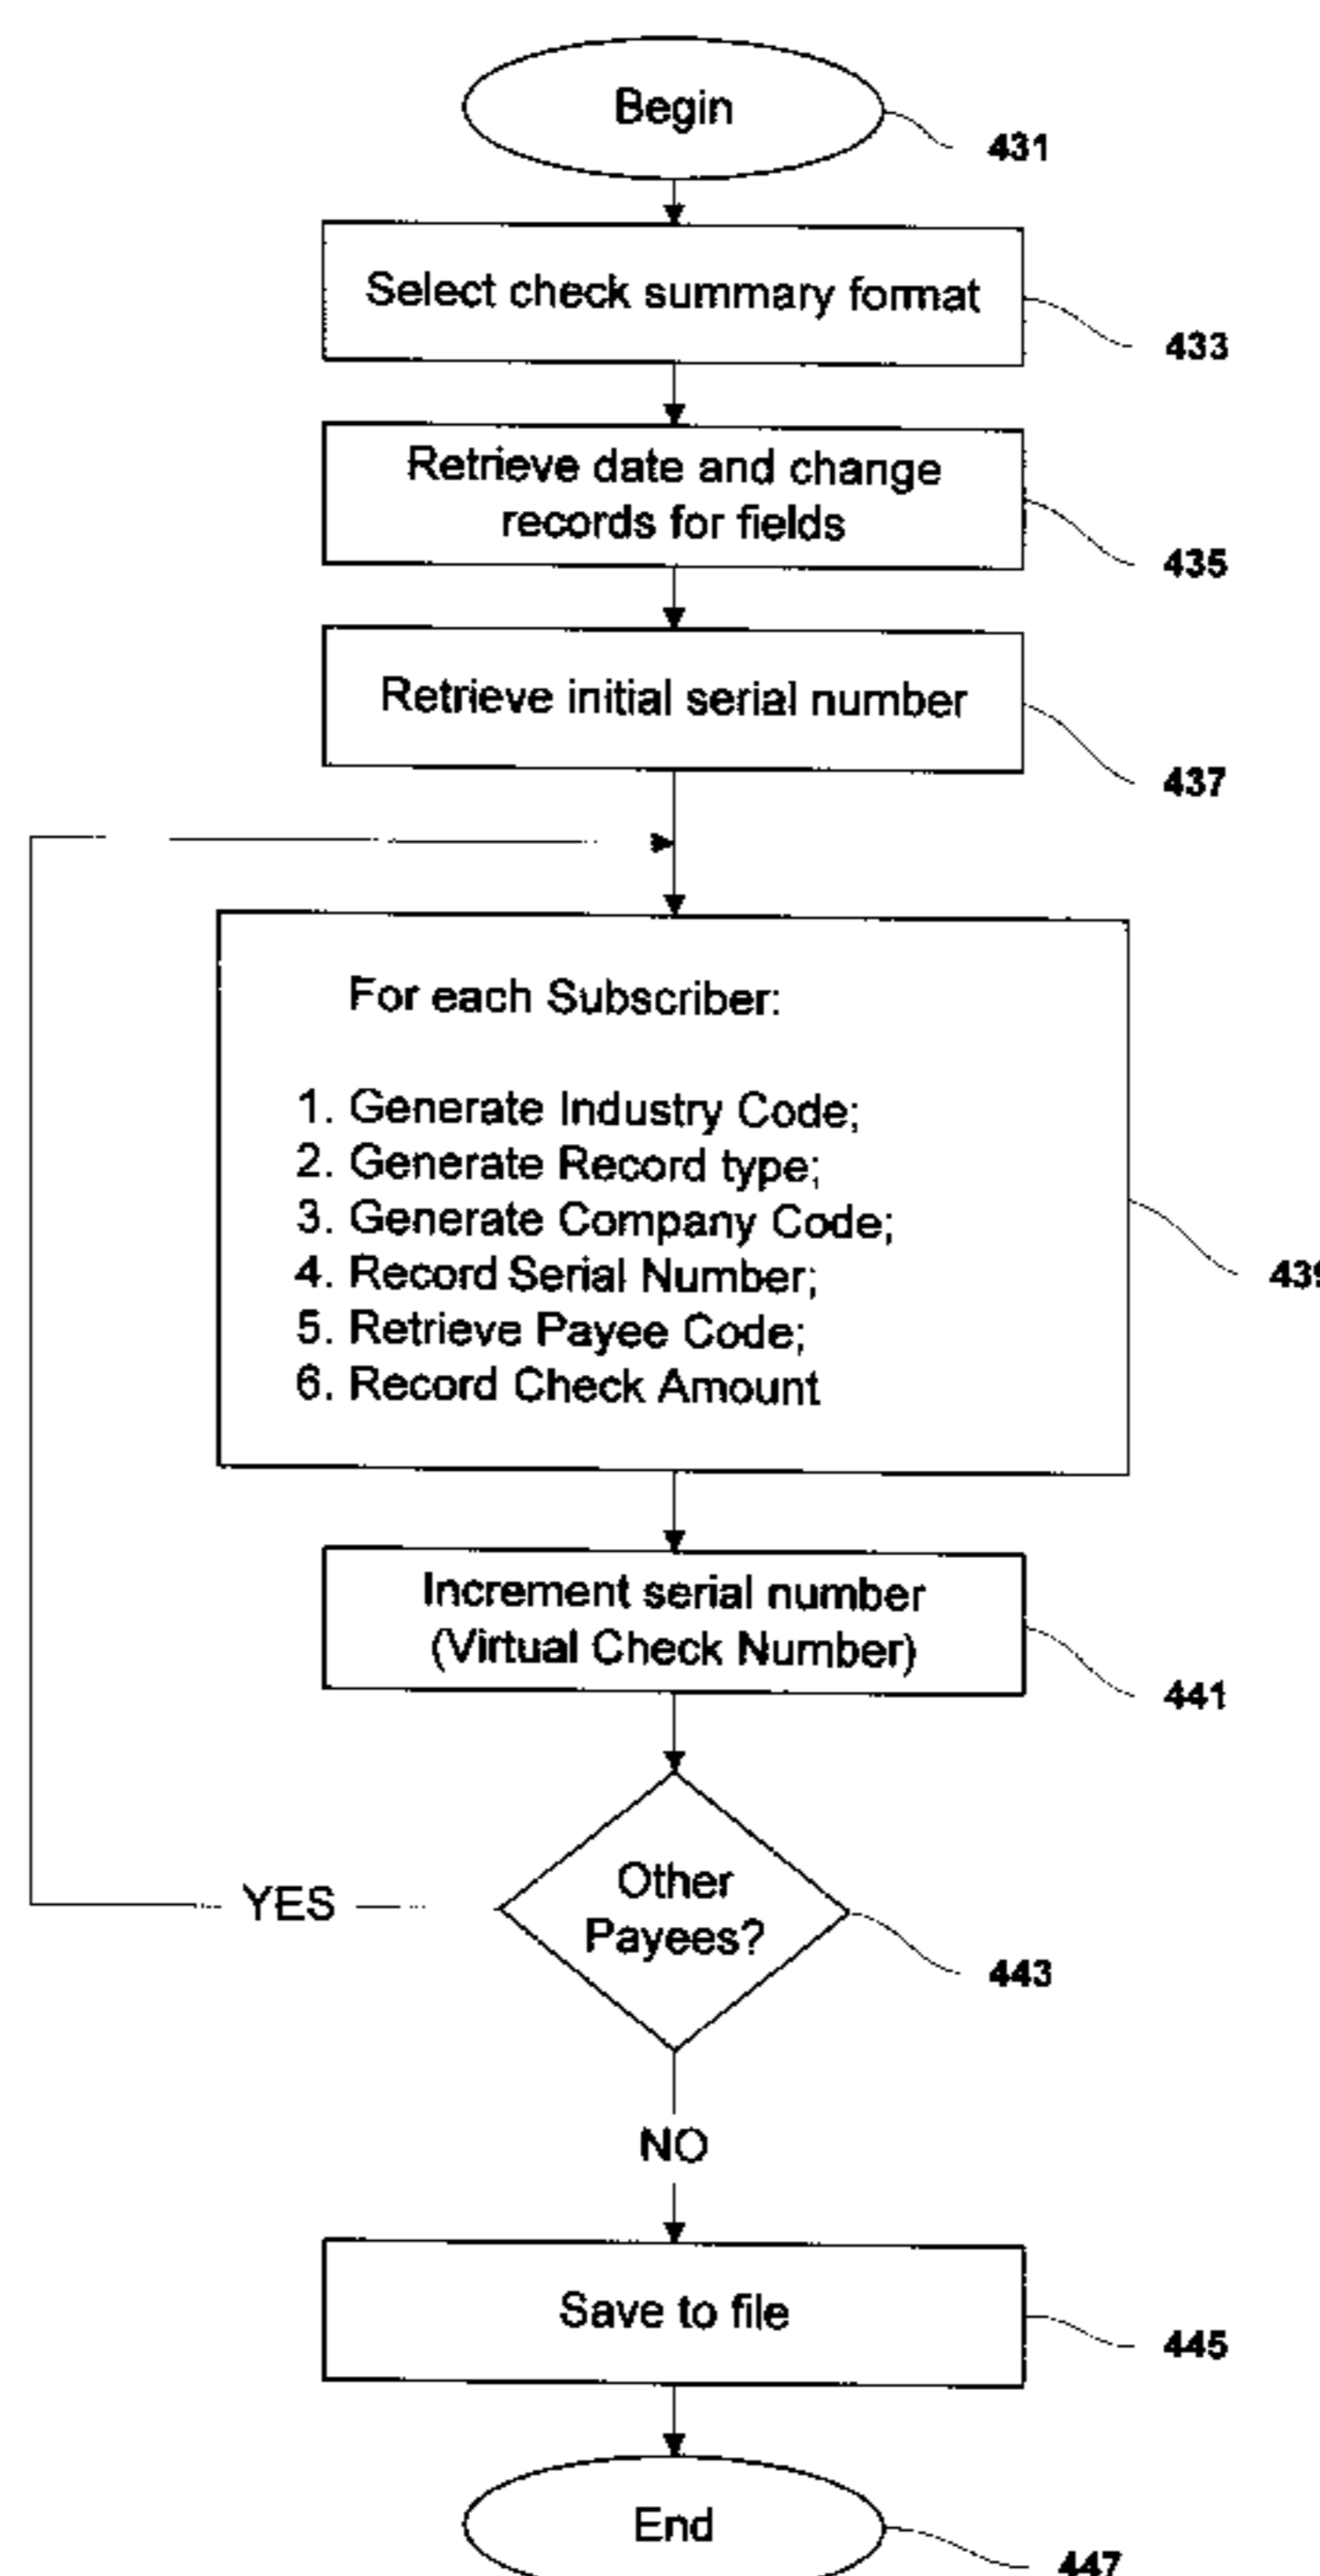 Begin
431
Select check summary format
433
Retrieve date and change
records for fields
435
Retrieve initial serial number
437
For each Subscriber:
1. Generate Industry Code;
2. Generate Record type;
3. Generate Company Code;
4. Record Serial Number;
5. Retrieve Payee Code;
6. Record Check Amount
439
Increment serial number
(Virtual Check Number)
441
Other
Payees?
YES
443
NO
Save to file
445
End
447